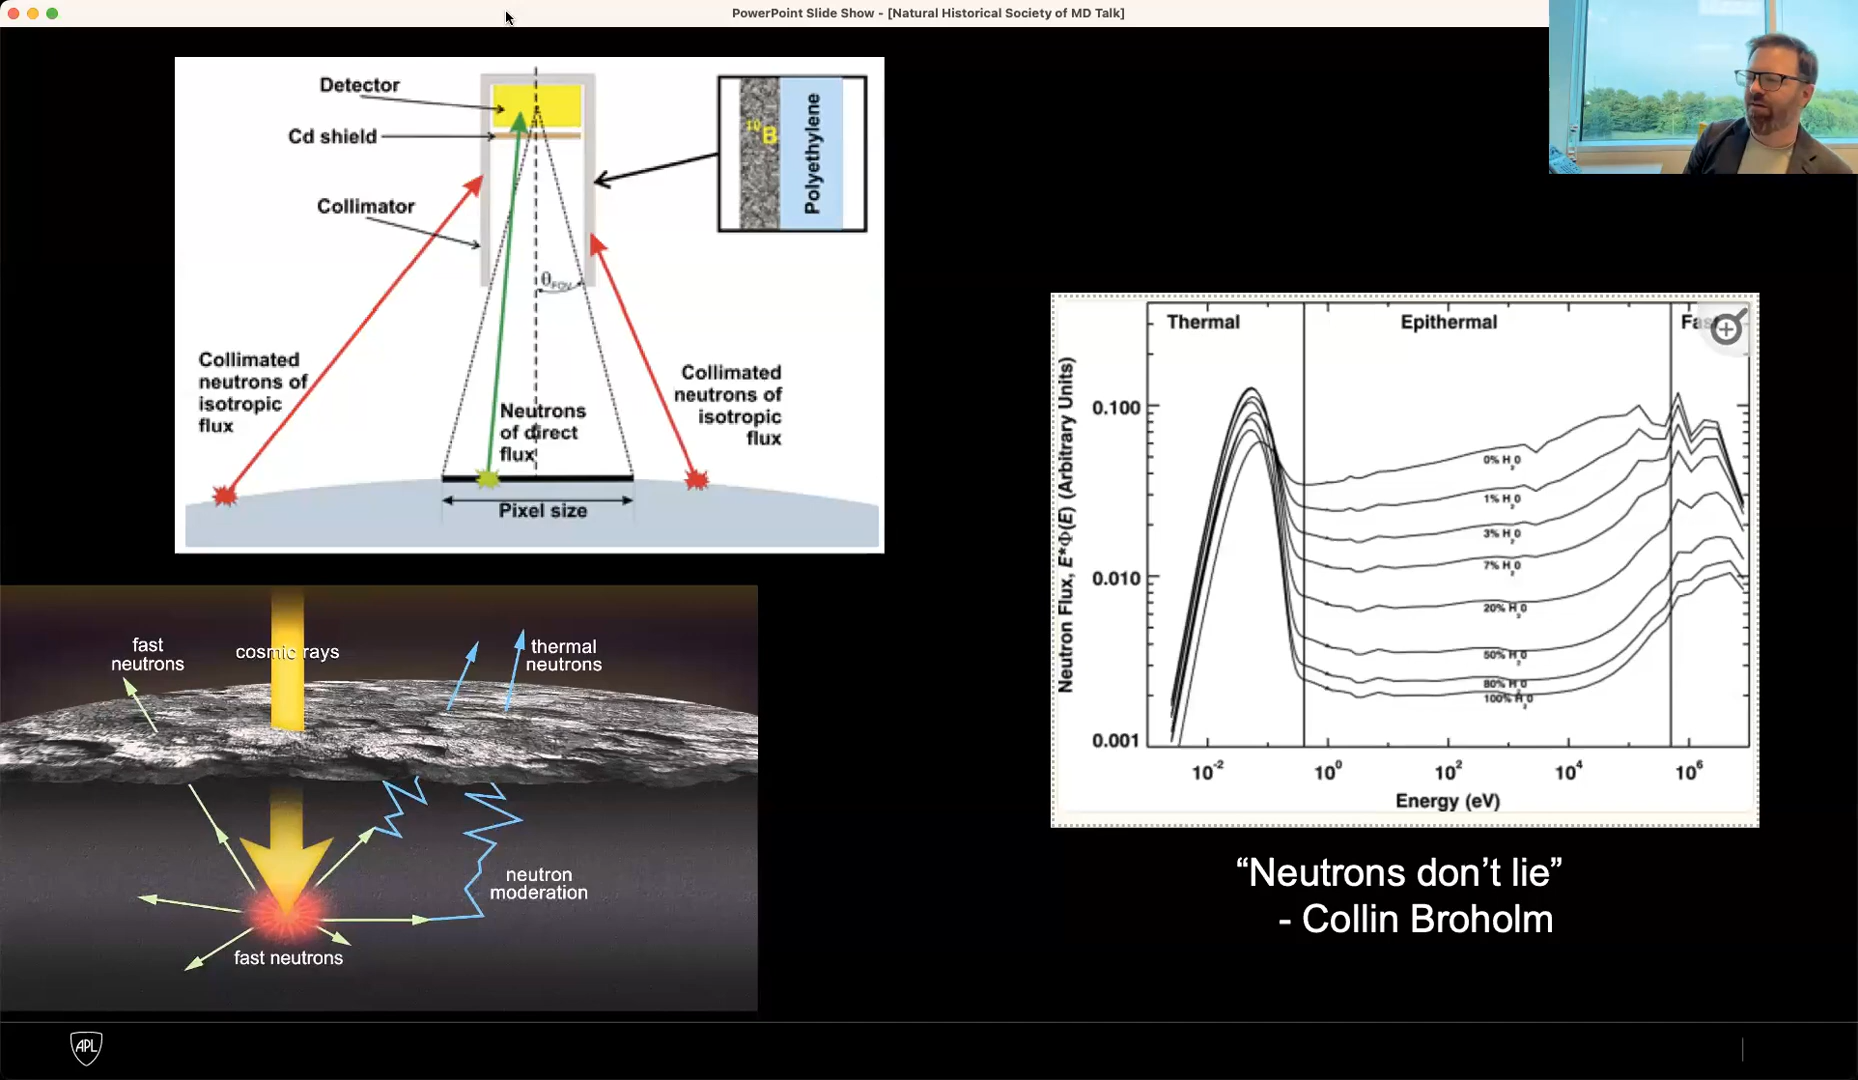 PowerPoint Slide Show - [Natural Historical Society of MD Talk]
Detector
Cd shield
Collimator
10B
Polyethylene
θFOV
Collimated
neutrons of
isotropic
flux
Neutrons
of direct
flux
Collimated
neutrons of
isotropic
flux
Pixel size
fast
neutrons
cosmic rays
thermal
neutrons
neutron
moderation
fast neutrons
Thermal
Epithermal
Neutron Flux, E*Φ(E) (Arbitrary Units)
0.100
0.010
0.001
0% H2O
1% H2O
3% H2O
7% H2O
20% H2O
50% H2O
80% H2O
100% H2O
10-2
100
102
104
106
Energy (eV)
“Neutrons don’t lie”
- Collin Broholm
APL